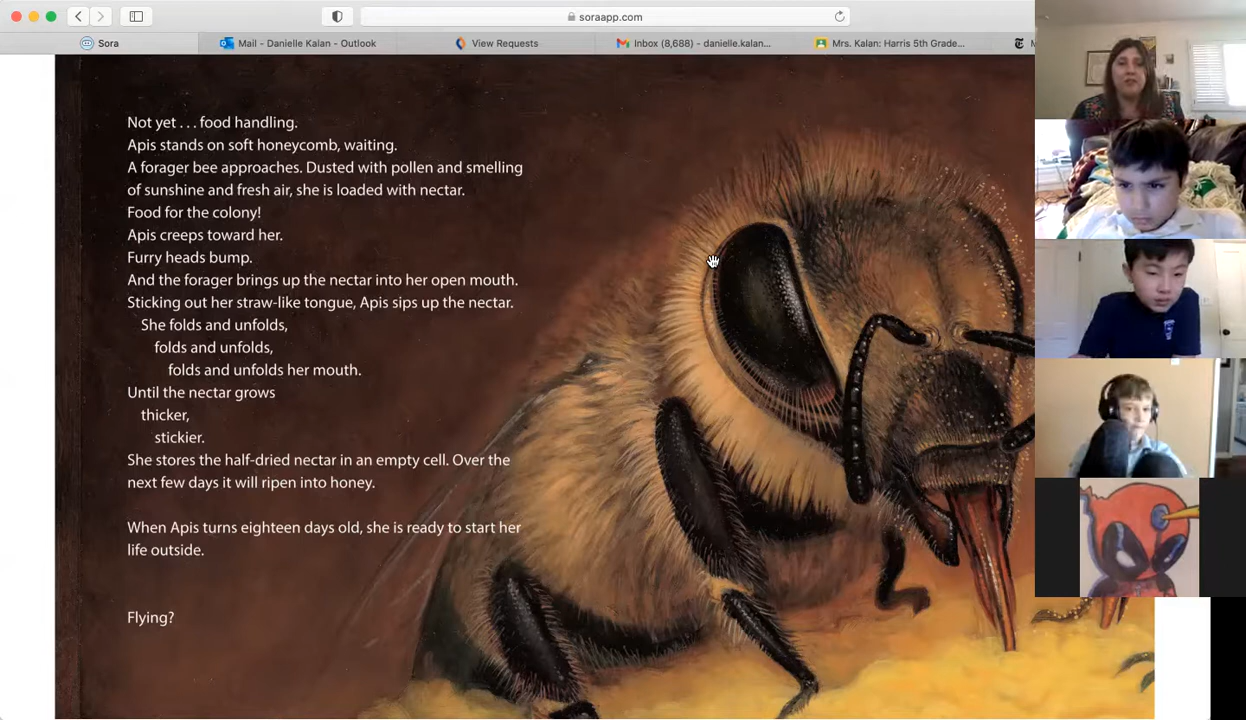 soraapp.com
Sora
Mail - Danielle Kalan - Outlook
View Requests
Inbox (8,688) - danielle.kalan...
Mrs. Kalan: Harris 5th Grade...
Not yet . . . food handling.
Apis stands on soft honeycomb, waiting.
A forager bee approaches. Dusted with pollen and smelling
of sunshine and fresh air, she is loaded with nectar.
Food for the colony!
Apis creeps toward her.
Furry heads bump.
And the forager brings up the nectar into her open mouth.
Sticking out her straw-like tongue, Apis sips up the nectar.
She folds and unfolds,
folds and unfolds,
folds and unfolds her mouth.
Until the nectar grows
thicker,
stickier.
She stores the half-dried nectar in an empty cell. Over the
next few days it will ripen into honey.
When Apis turns eighteen days old, she is ready to start her
life outside.
Flying?